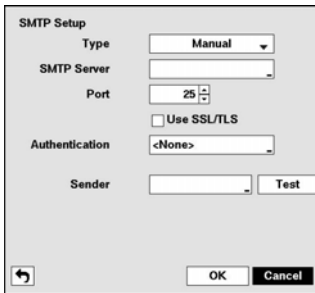 SMTP Setup
Type Manual
SMTP Server
Port 25
Use SSL/TLS
Authentication <None>
Sender Test
OK Cancel